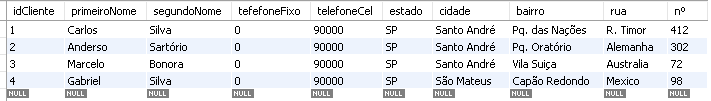 idCliente primeiroNome segundoNome tefefoneFixo telefoneCel estado cidade bairro rua nº
1 Carlos Silva 0 90000 SP Santo André Pq. das Nações R. Timor 412
2 Anderso Sartório 0 90000 SP Santo André Pq. Oratório Alemanha 302
3 Marcelo Bonora 0 90000 SP Santo André Vila Suiça Australia 72
4 Gabriel Silva 0 90000 SP São Mateus Capão Redondo Mexico 98
NULL NULL NULL NULL NULL NULL NULL NULL NULL NULL